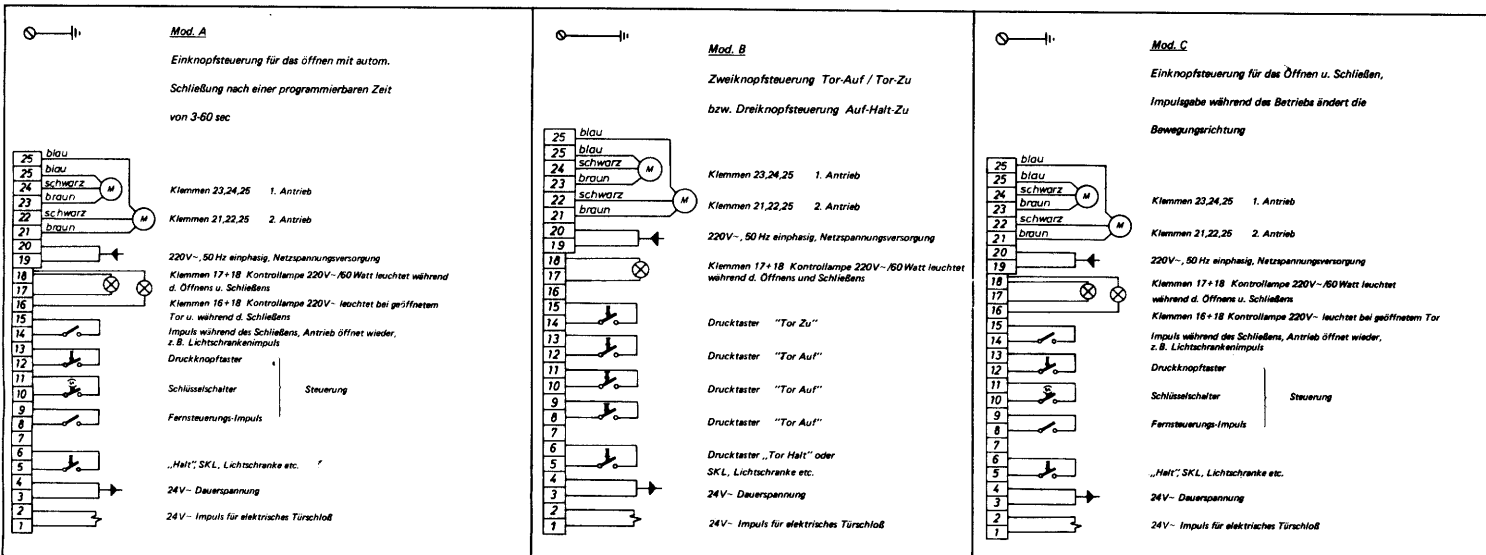 Mod. A
Einknopfsteuerung für das öffnen mit autom.
Schließung nach einer programmierbaren Zeit
von 3-60 sec
25 blau
25 blau
24 schwarz
23 braun
22 schwarz
21 braun
M
M
Klemmen 23,24,25 1. Antrieb
Klemmen 21,22,25 2. Antrieb
20
19
220V~, 50 Hz einphasig, Netzspannungsversorgung
18
17
16
Klemmen 17+18 Kontrollampe 220V~/60 Watt leuchtet während
d. Öffnens u. Schließens
Klemmen 16+18 Kontrollampe 220V~ leuchtet bei geöffnetem
Tor u. während d. Schließens
15
14
Impuls während des Schließens, Antrieb öffnet wieder,
z.B. Lichtschrankenimpuls
13
12
Druckknopftaster
11
10
Schlüsselschalter
Steuerung
9
8
Fernsteuerungs-Impuls
7
6
5
„Halt", SKL, Lichtschranke etc.
4
3
24V~ Dauerspannung
2
1
24V~ Impuls für elektrisches Türschloß
Mod. B
Zweiknopfsteuerung Tor-Auf / Tor-Zu
bzw. Dreiknopfsteuerung Auf-Halt-Zu
25 blau
25 blau
24 schwarz
23 braun
22 schwarz
21 braun
M
M
Klemmen 23,24,25 1. Antrieb
Klemmen 21,22,25 2. Antrieb
20
19
220V~, 50 Hz einphasig, Netzspannungsversorgung
18
17
16
Klemmen 17+18 Kontrollampe 220V~/60 Watt leuchtet
während d. Öffnens und Schließens
15
14
Drucktaster "Tor Zu"
13
12
Drucktaster "Tor Auf"
11
10
Drucktaster "Tor Auf"
9
8
Drucktaster "Tor Auf"
7
6
5
Drucktaster „Tor Halt" oder
SKL, Lichtschranke etc.
4
3
24V~ Dauerspannung
2
1
24V~ Impuls für elektrisches Türschloß
Mod. C
Einknopfsteuerung für das Öffnen u. Schließen,
Impulsgabe während des Betriebs ändert die
Bewegungsrichtung
25 blau
25 blau
24 schwarz
23 braun
22 schwarz
21 braun
M
M
Klemmen 23,24,25 1. Antrieb
Klemmen 21,22,25 2. Antrieb
20
19
220V~, 50 Hz einphasig, Netzspannungsversorgung
18
17
16
Klemmen 17+18 Kontrollampe 220V~/60 Watt leuchtet
während d. Öffnens u. Schließens
Klemmen 16+18 Kontrollampe 220V~ leuchtet bei geöffnetem Tor
15
14
Impuls während des Schließens, Antrieb öffnet wieder,
z.B. Lichtschrankenimpuls
13
12
Druckknopftaster
11
10
Schlüsselschalter
Steuerung
9
8
Fernsteuerungs-Impuls
7
6
5
„Halt", SKL, Lichtschranke etc.
4
3
24V~ Dauerspannung
2
1
24V~ Impuls für elektrisches Türschloß